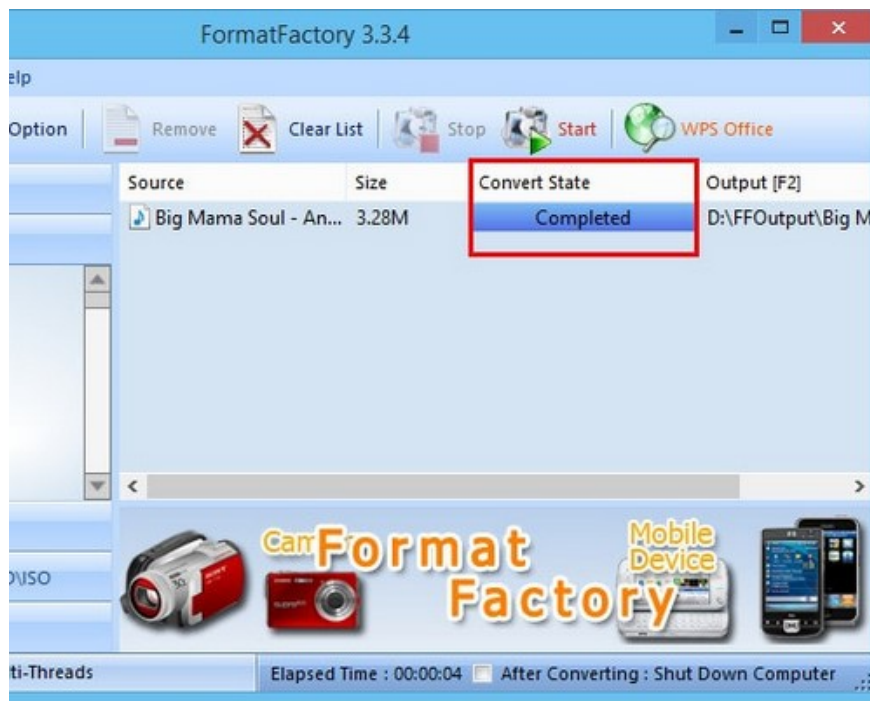 FormatFactory 3.3.4
elp
Option Remove Clear List Stop Start WPS Office
Source Size Convert State Output [F2]
Big Mama Soul - An... 3.28M Completed D:\FFOutput\Big M
Cam
Format
Factory
Mobile
Device
D\ISO
ti-Threads Elapsed Time : 00:00:04 After Converting : Shut Down Computer